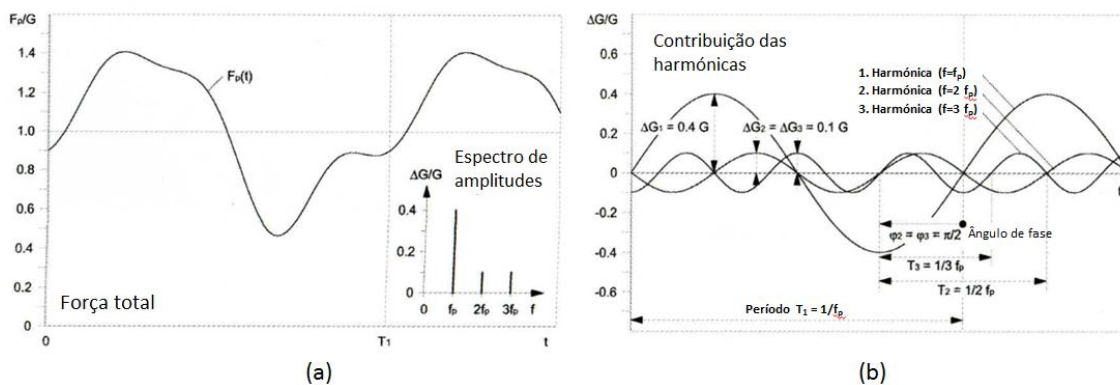 Fₚ/G
1.4
1.2
1.0
0.8
0.6
0.4
0.2
0
Fₚ(t)
Espectro de
amplitudes
ΔG/G
0.4
0.2
0
0
fₚ
2fₚ
3fₚ
f
Força total
0
T₁
t
(a)
ΔG/G
0.6
0.4
0.2
0
-0.2
-0.4
-0.6
Contribuição das
harmónicas
1. Harmónica (f=fₚ)
2. Harmónica (f=2 fₚ)
3. Harmónica (f=3 fₚ)
ΔG₁ = 0.4 G
ΔG₂ = ΔG₃ = 0.1 G
t
φ₂ = φ₃ = π/2
Ângulo de fase
T₃ = 1/3 fₚ
T₂ = 1/2 fₚ
Período T₁ = 1/fₚ
(b)